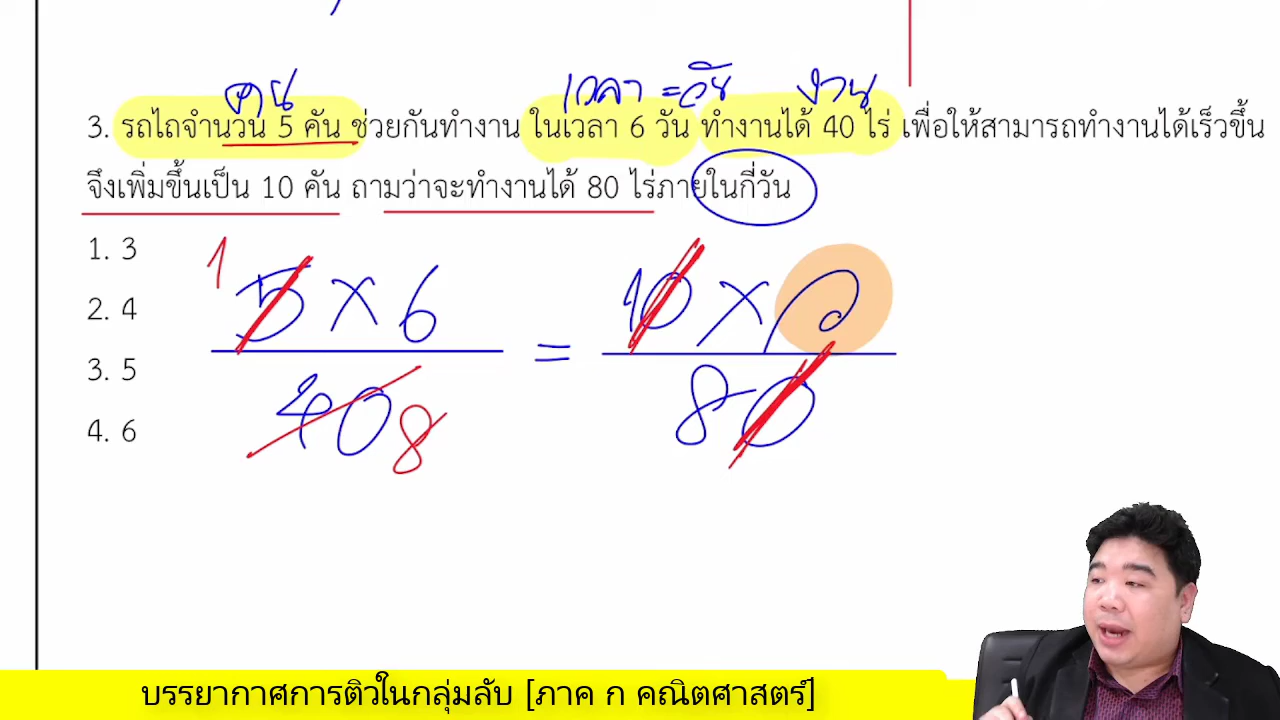 คน เวลา = วัน งาน
3. รถไถจำนวน 5 คัน ช่วยกันทำงาน ในเวลา 6 วัน ทำงานได้ 40 ไร่ เพื่อให้สามารถทำงานได้เร็วขึ้น
จึงเพิ่มขึ้นเป็น 10 คัน ถามว่าจะทำงานได้ 80 ไร่ภายในกี่วัน
1. 3
2. 4
3. 5
4. 6
1
5 × 6 = 10 ×
40 8 80
บรรยากาศการติวในกลุ่มลับ [ภาค ก คณิตศาสตร์]